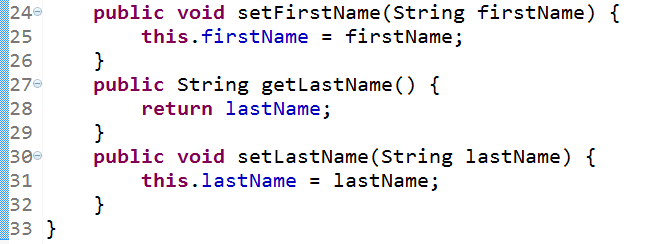 24 public void setFirstName(String firstName) {
25 this.firstName = firstName;
26 }
27 public String getLastName() {
28 return lastName;
29 }
30 public void setLastName(String lastName) {
31 this.lastName = lastName;
32 }
33 }